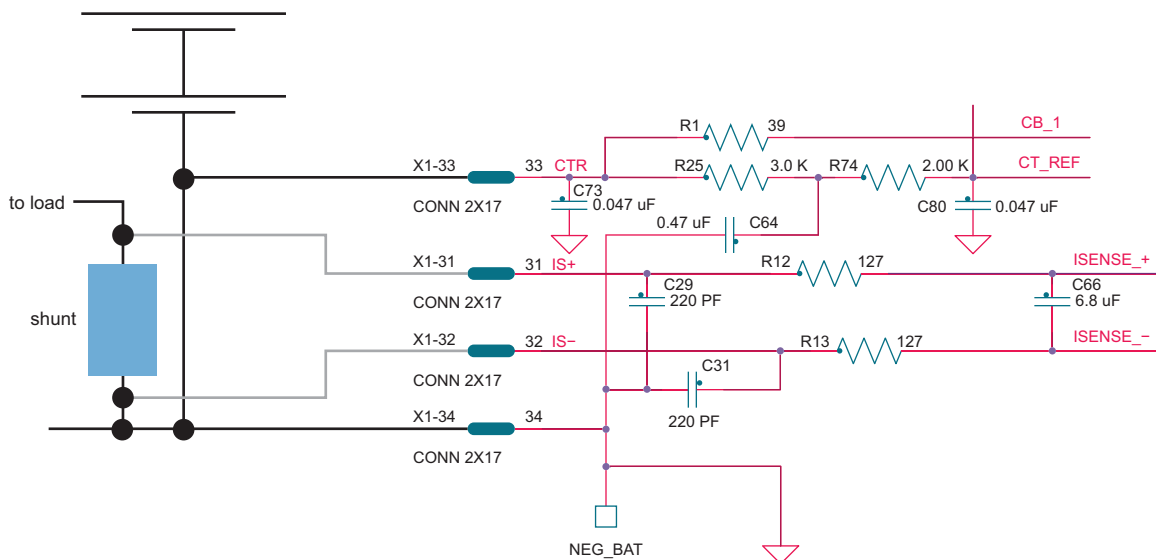 R1 39 CB_1
X1-33 33 CTR R25 3.0 K R74 2.00 K CT_REF
CONN 2X17
C73
0.047 uF
C80 0.047 uF
to load
0.47 uF C64
X1-31 31 IS+ R12 127 ISENSE_+
CONN 2X17
C29
220 PF
C66
6.8 uF
shunt
X1-32 32 IS− R13 127 ISENSE_−
CONN 2X17
C31
220 PF
X1-34 34
CONN 2X17
NEG_BAT